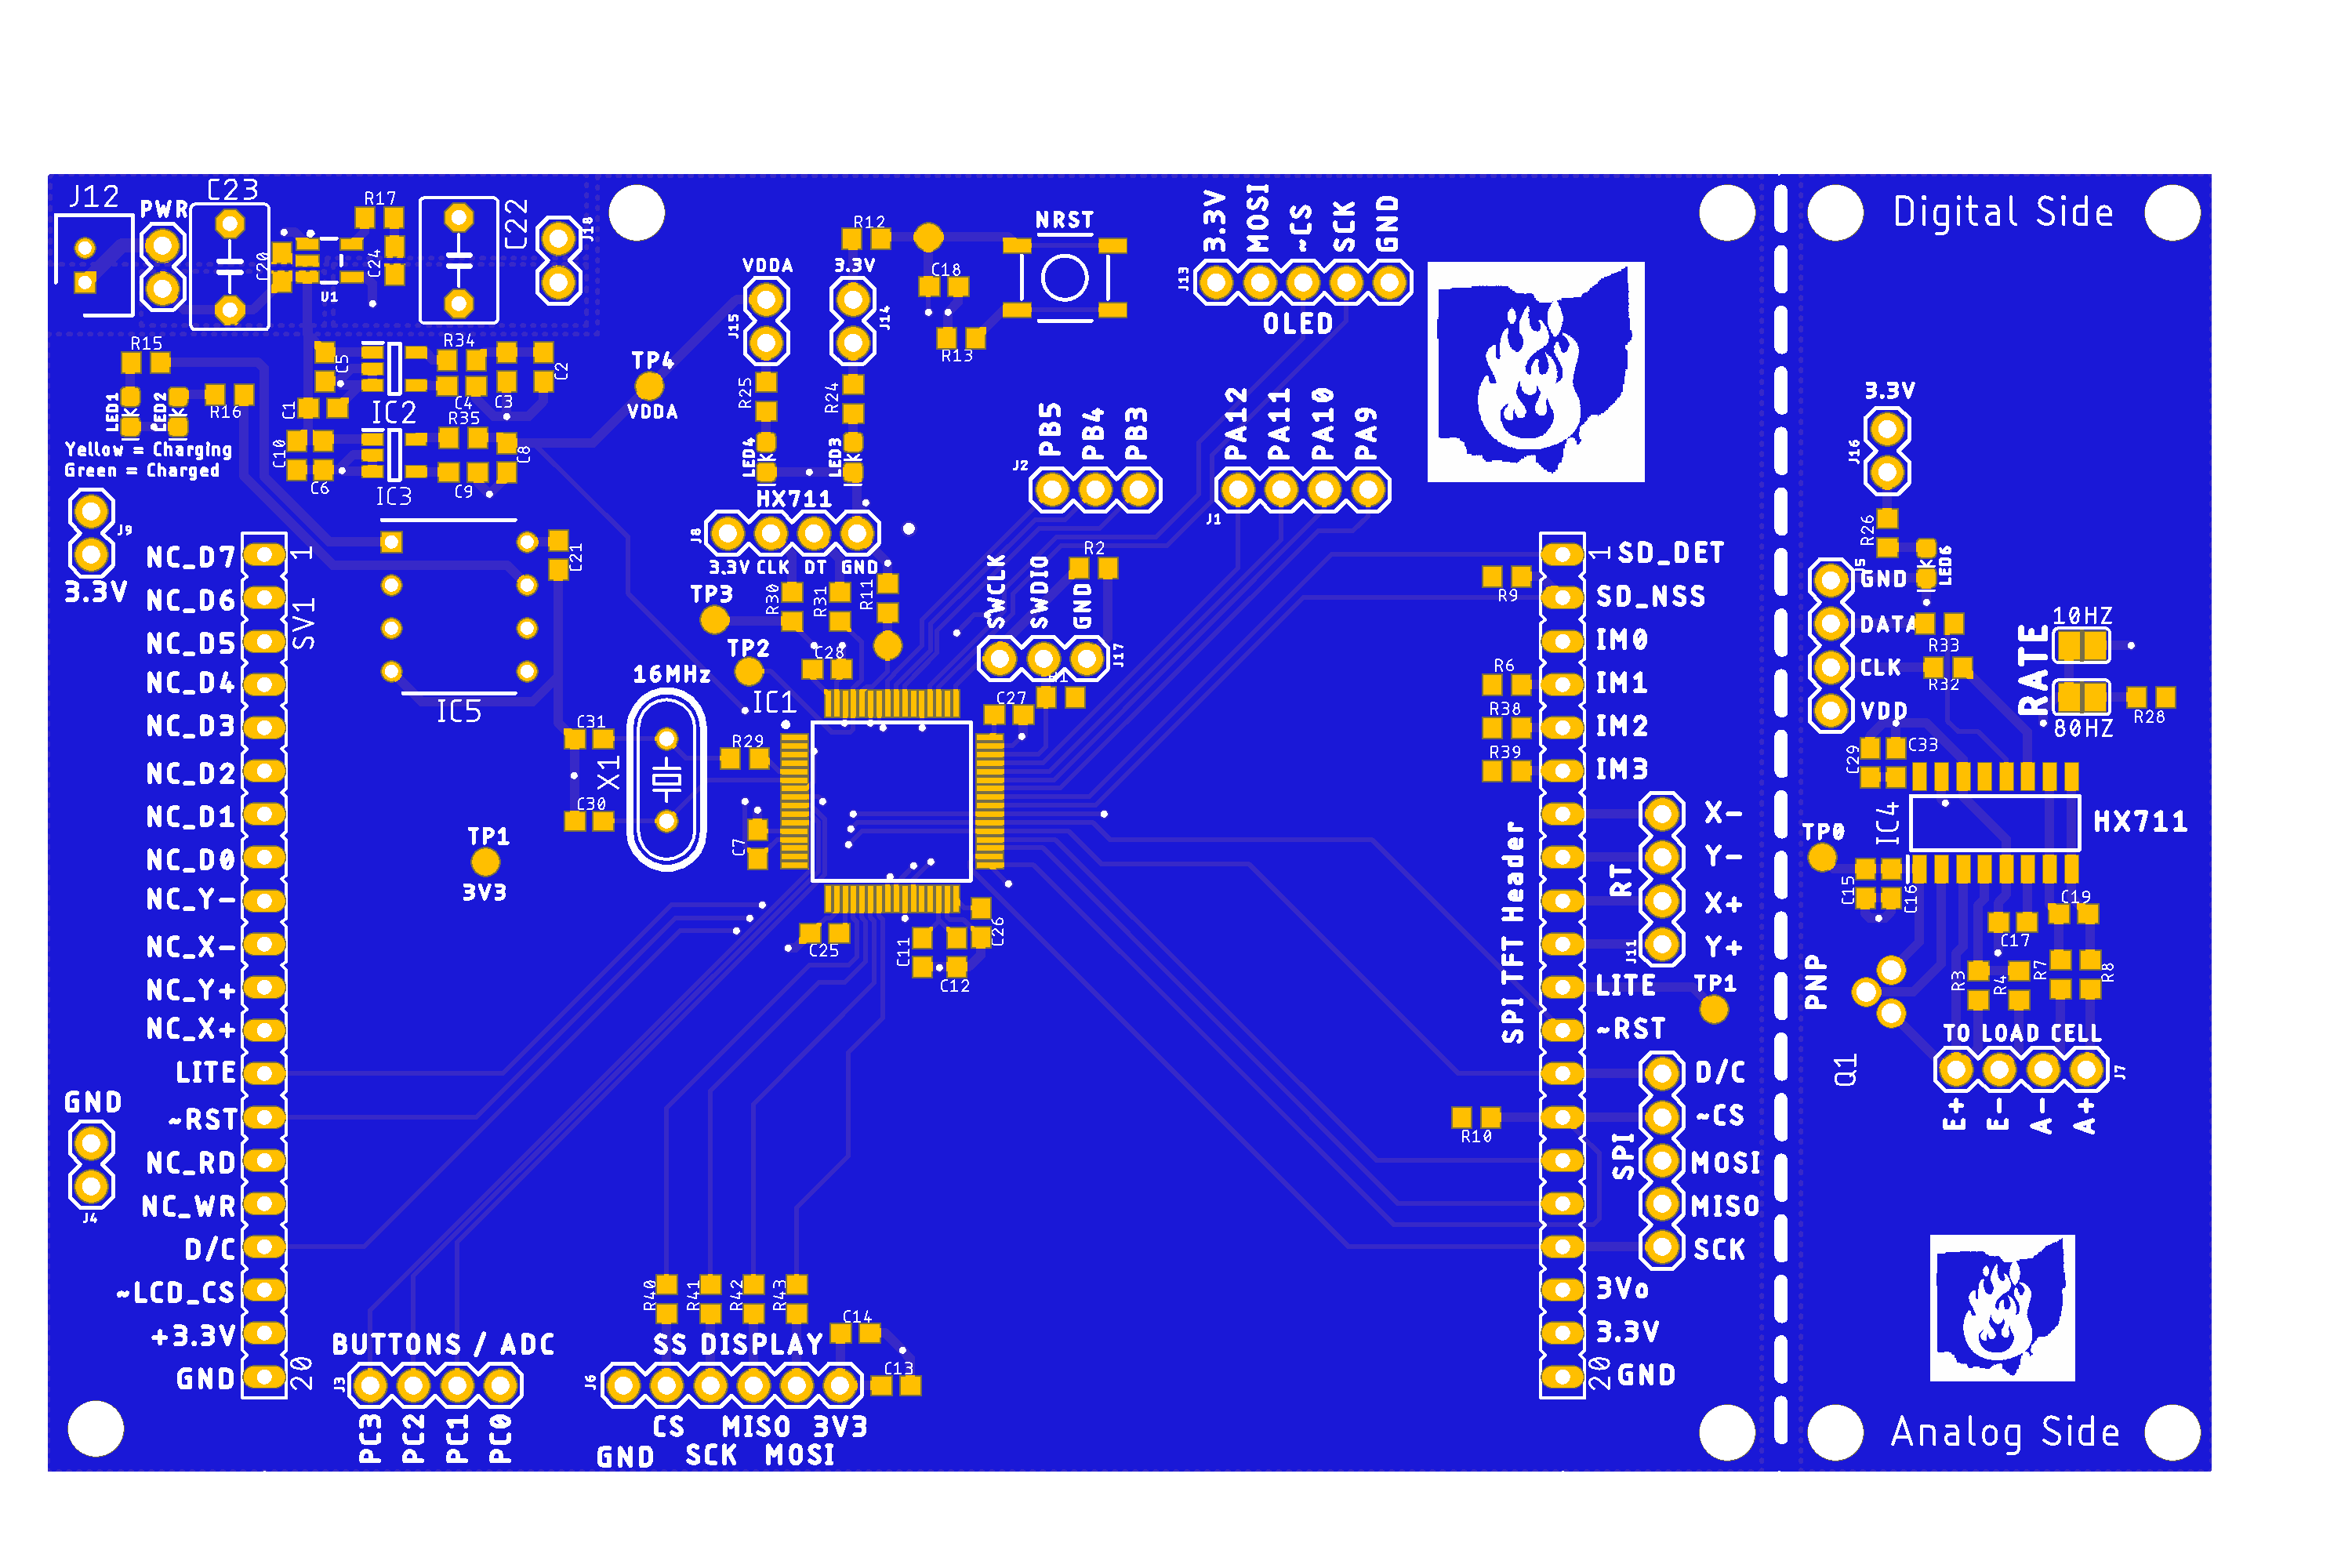 J12
PWR
C23
R17
C20
U1
C24
C22
J18
R12
C18
R13
NRST
3.3V
MOSI
~CS
SCK
GND
J13
OLED
Digital Side
VDDA
3.3V
J15
J14
R25
R24
LED4
K
LED3
K
TP4
VDDA
R15
LED1
K
LED2
K
R16
Yellow = Charging
Green = Charged
C5
C1
IC2
R34
C4
C3
C2
R35
C10
C6
IC3
C9
C8
J9
3.3V
HX711
J8
3.3V CLK DT GND
PB5
PB4
PB3
J2
PA12
PA11
PA10
PA9
J1
3.3V
J16
R26
LED6
K
J5
GND
DATA
CLK
VDD
R33
R32
RATE
10HZ
80HZ
R28
C29
C33
IC4
HX711
TP0
C15
C16
C19
C17
R3
R4
R7
R8
PNP
Q1
TO LOAD CELL
J7
E+
E-
A-
A+
Analog Side
NC_D7
NC_D6
NC_D5
NC_D4
NC_D3
NC_D2
NC_D1
NC_D0
NC_Y-
NC_X-
NC_Y+
NC_X+
LITE
~RST
NC_RD
NC_WR
D/C
~LCD_CS
+3.3V
GND
1
SV1
20
GND
J4
C21
IC5
TP3
TP2
R30
R31
R11
C28
SWCLK
SWDIO
GND
R2
J17
R1
C27
16MHz
X1
IC1
C31
C30
R29
C7
TP1
3V3
C25
C11
C12
C26
R9
R6
R38
R39
R10
1
SD_DET
SD_NSS
IM0
IM1
IM2
IM3
X-
Y-
X+
Y+
RT
J11
SPI TFT Header
LITE
TP1
~RST
D/C
~CS
MOSI
MISO
SCK
SPI
3Vo
3.3V
20
GND
R40
R41
R42
R43
C14
C13
BUTTONS / ADC
J3
PC3
PC2
PC1
PC0
SS DISPLAY
J6
CS MISO 3V3
GND SCK MOSI